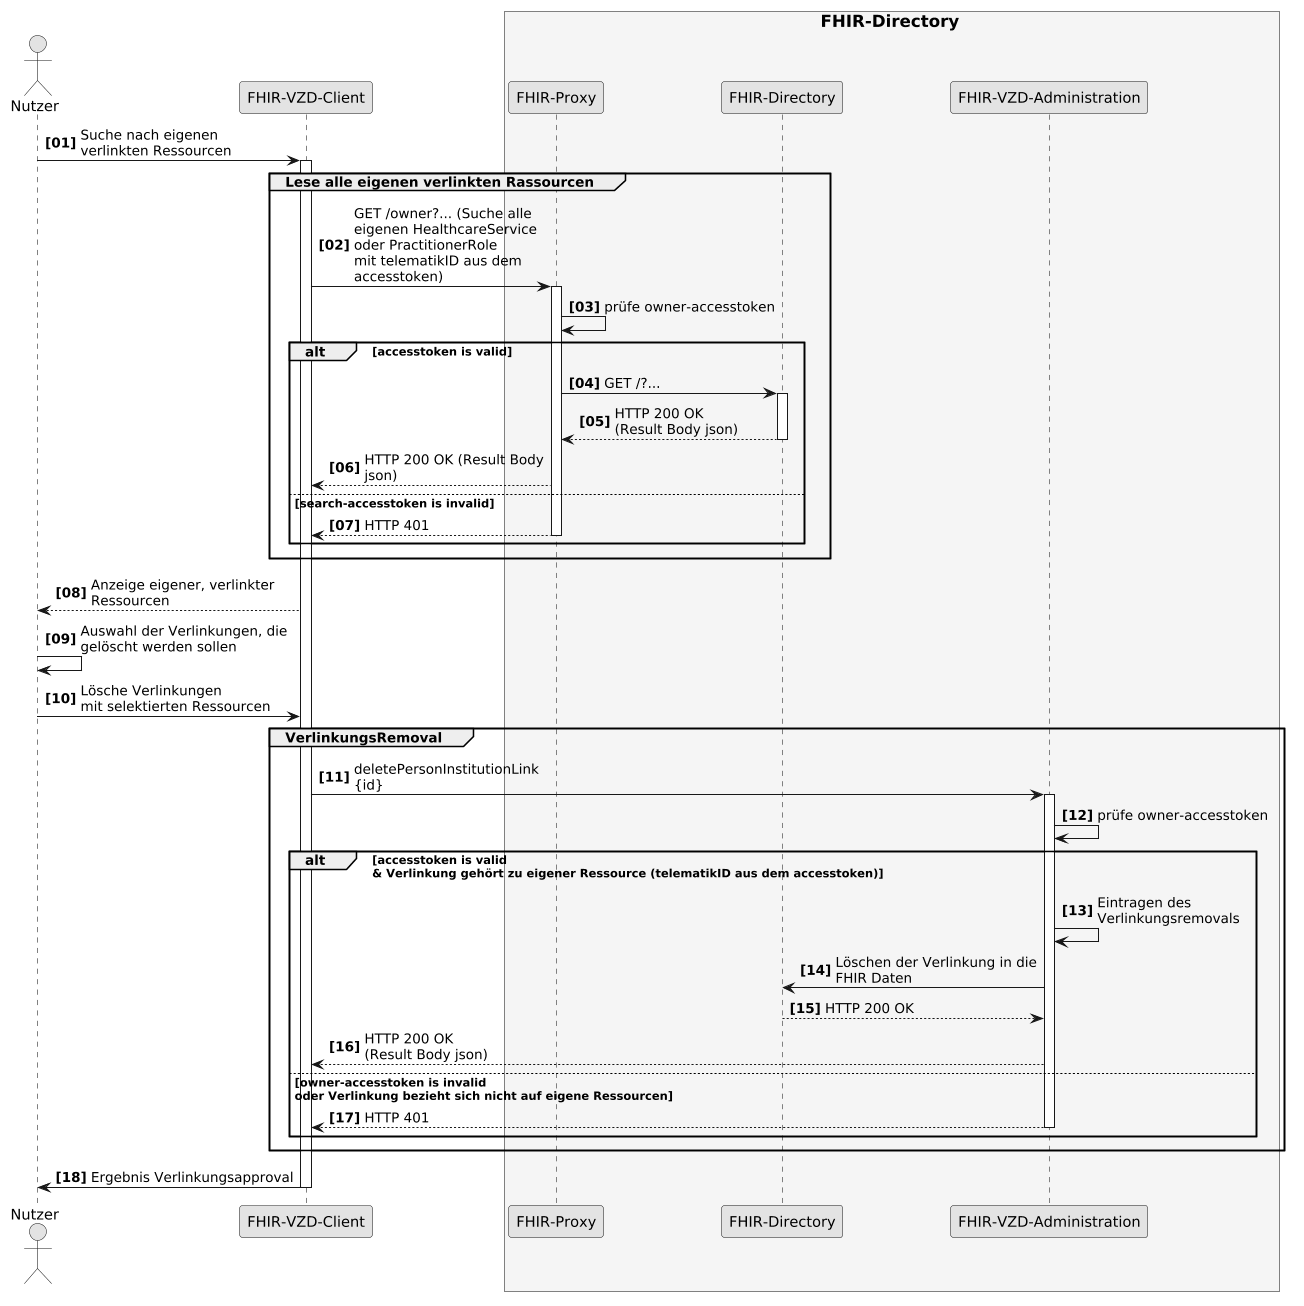 FHIR-Directory
Nutzer
FHIR-VZD-Client
FHIR-Proxy
FHIR-Directory
FHIR-VZD-Administration
[01] Suche nach eigenen
verlinkten Ressourcen
Lese alle eigenen verlinkten Rassourcen
GET /owner?... (Suche alle
eigenen HealthcareService
[02] oder PractitionerRole
mit telematikID aus dem
accesstoken)
[03] prüfe owner-accesstoken
alt [accesstoken is valid]
[04] GET /?...
[05] HTTP 200 OK
(Result Body json)
[06] HTTP 200 OK (Result Body
json)
[search-accesstoken is invalid]
[07] HTTP 401
[08] Anzeige eigener, verlinkter
Ressourcen
[09] Auswahl der Verlinkungen, die
gelöscht werden sollen
[10] Lösche Verlinkungen
mit selektierten Ressourcen
VerlinkungsRemoval
[11] deletePersonInstitutionLink
{id}
[12] prüfe owner-accesstoken
alt [accesstoken is valid
& Verlinkung gehört zu eigener Ressource (telematikID aus dem accesstoken)]
[13] Eintragen des
Verlinkungsremovals
[14] Löschen der Verlinkung in die
FHIR Daten
[15] HTTP 200 OK
[16] HTTP 200 OK
(Result Body json)
[owner-accesstoken is invalid
oder Verlinkung bezieht sich nicht auf eigene Ressourcen]
[17] HTTP 401
[18] Ergebnis Verlinkungsapproval
Nutzer
FHIR-VZD-Client
FHIR-Proxy
FHIR-Directory
FHIR-VZD-Administration